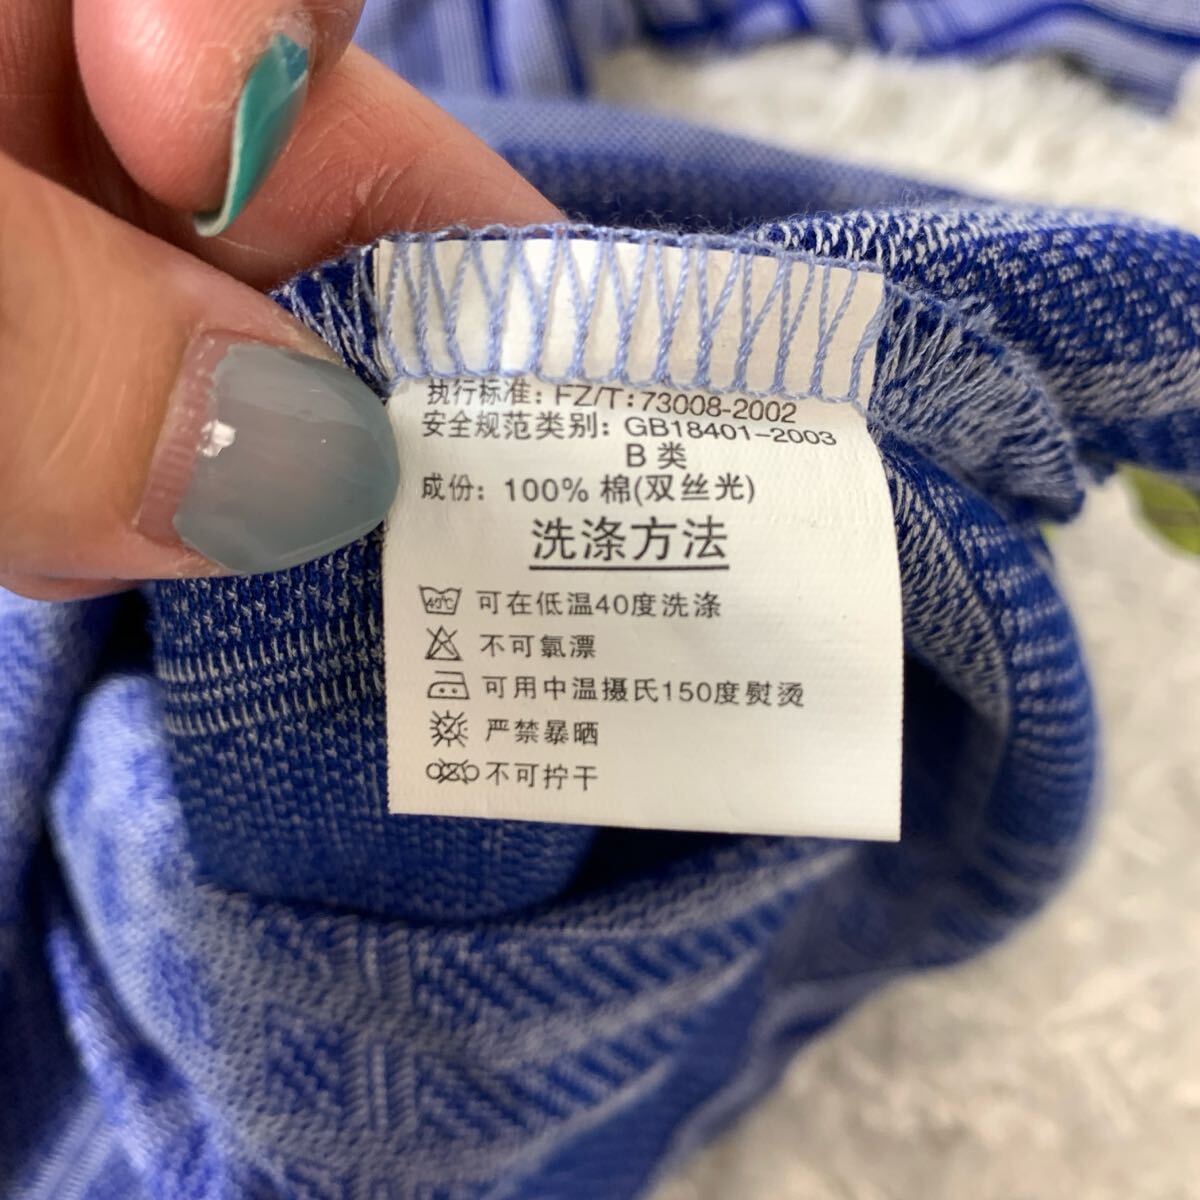 执行标准: FZ/T:73008-2002
安全规范类别: GB18401-2003
B 类
成份: 100% 棉(双丝光)
洗涤方法
40℃ 可在低温40度洗涤
不可氯漂
可用中温摄氏150度熨烫
严禁暴晒
不可拧干